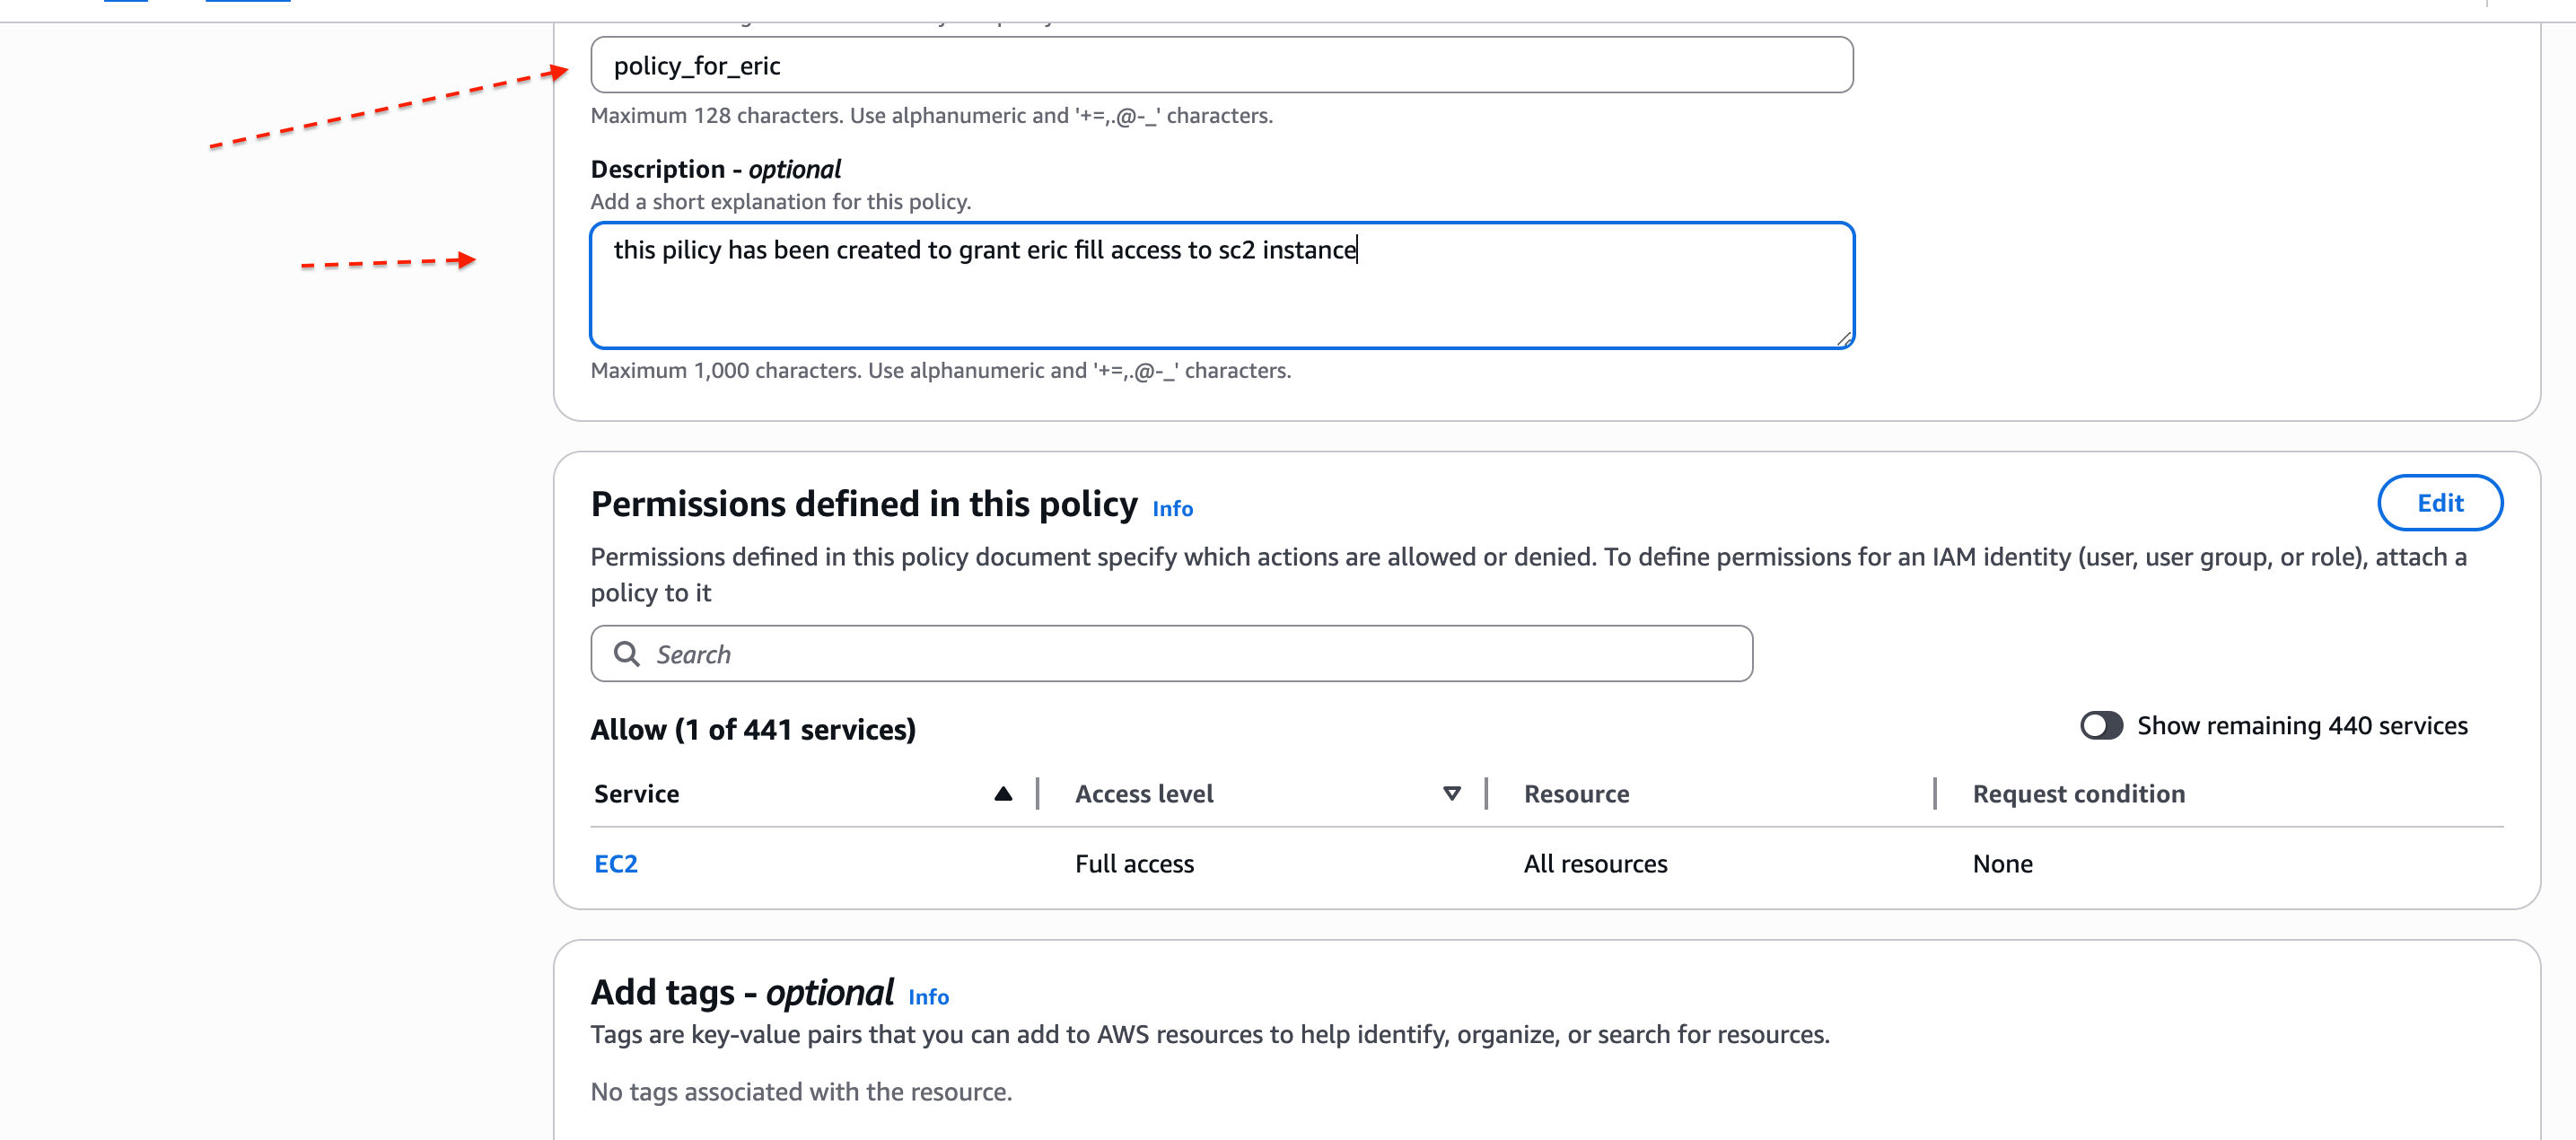 policy_for_eric
Maximum 128 characters. Use alphanumeric and '+=,.@-_' characters.
Description - optional
Add a short explanation for this policy.
this pilicy has been created to grant eric fill access to sc2 instance
Maximum 1,000 characters. Use alphanumeric and '+=,.@-_' characters.
Permissions defined in this policy Info
Edit
Permissions defined in this policy document specify which actions are allowed or denied. To define permissions for an IAM identity (user, user group, or role), attach a
policy to it
Search
Allow (1 of 441 services)
Show remaining 440 services
Service Access level Resource Request condition
EC2 Full access All resources None
Add tags - optional Info
Tags are key-value pairs that you can add to AWS resources to help identify, organize, or search for resources.
No tags associated with the resource.